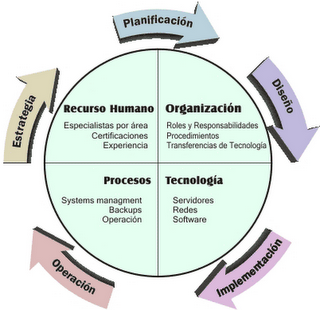 Planificación
Estrategia
Diseño
Recurso Humano
Especialistas por área
Certificaciones
Experiencia
Organización
Roles y Responsabilidades
Procedimientos
Transferencias de Tecnología
Procesos
Systems managment
Backups
Operación
Tecnología
Servidores
Redes
Software
Operación
Implementación